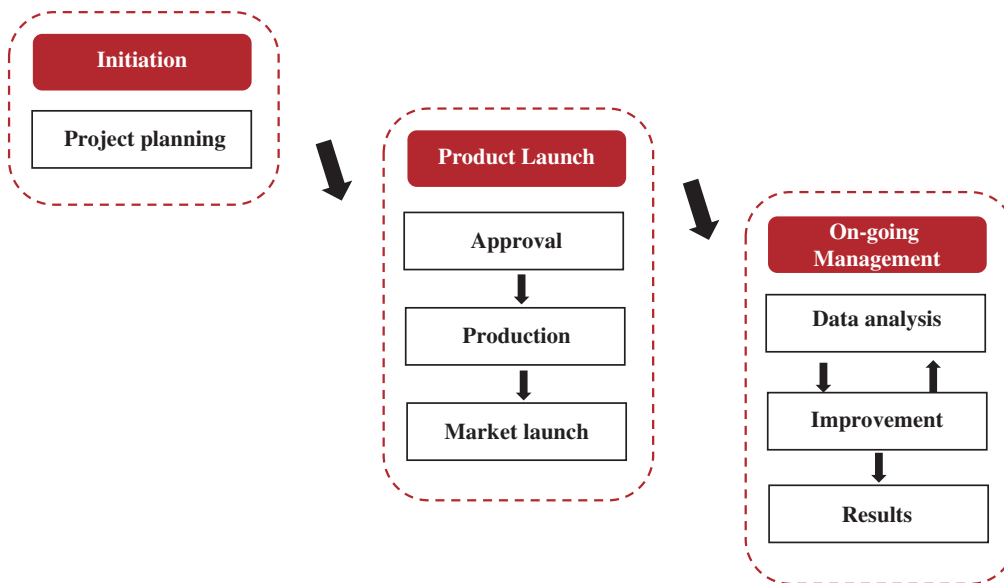 Initiation
Project planning
Product Launch
Approval
Production
Market launch
On-going
Management
Data analysis
Improvement
Results